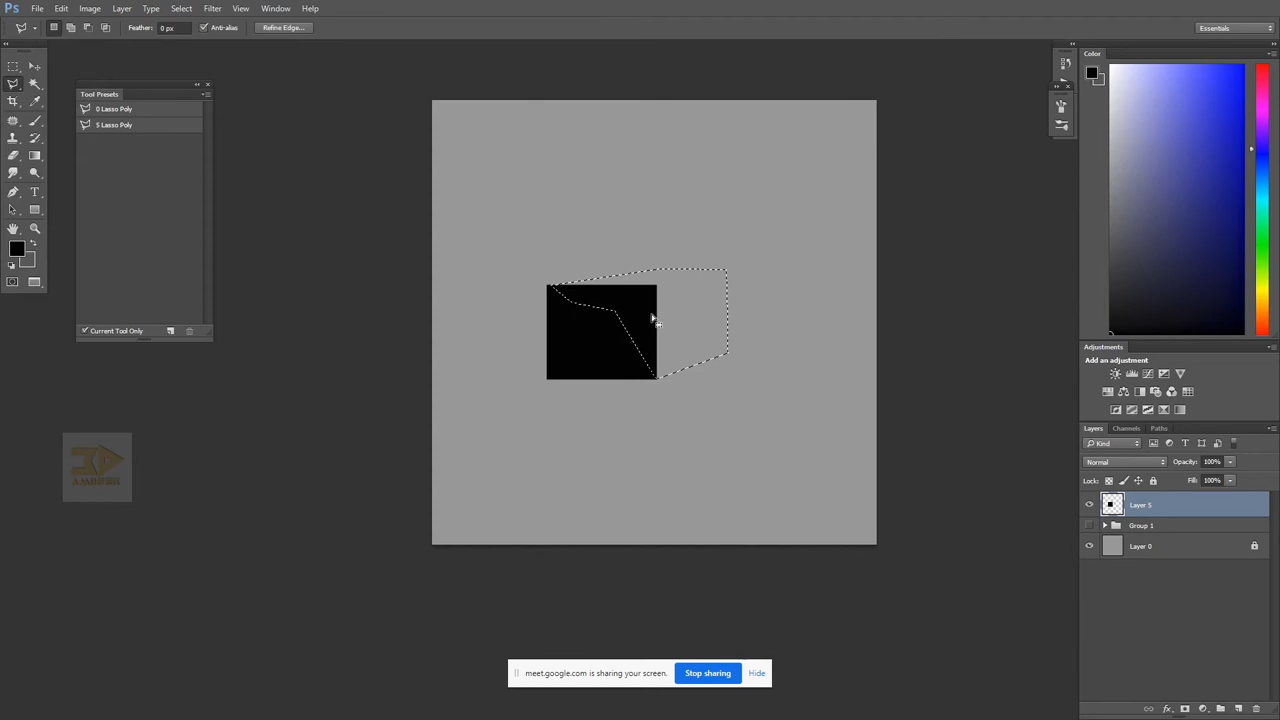 Ps File Edit Image Layer Type Select Filter View Window Help
Feather: 0 px Anti-alias Refine Edge... Essentials
Color
Tool Presets
0 Lasso Poly
5 Lasso Poly
Current Tool Only
Adjustments
Add an adjustment
Layers Channels Paths
Kind
Normal Opacity: 100%
Lock: Fill: 100%
Layer 5
Group 1
Layer 0
meet.google.com is sharing your screen. Stop sharing Hide